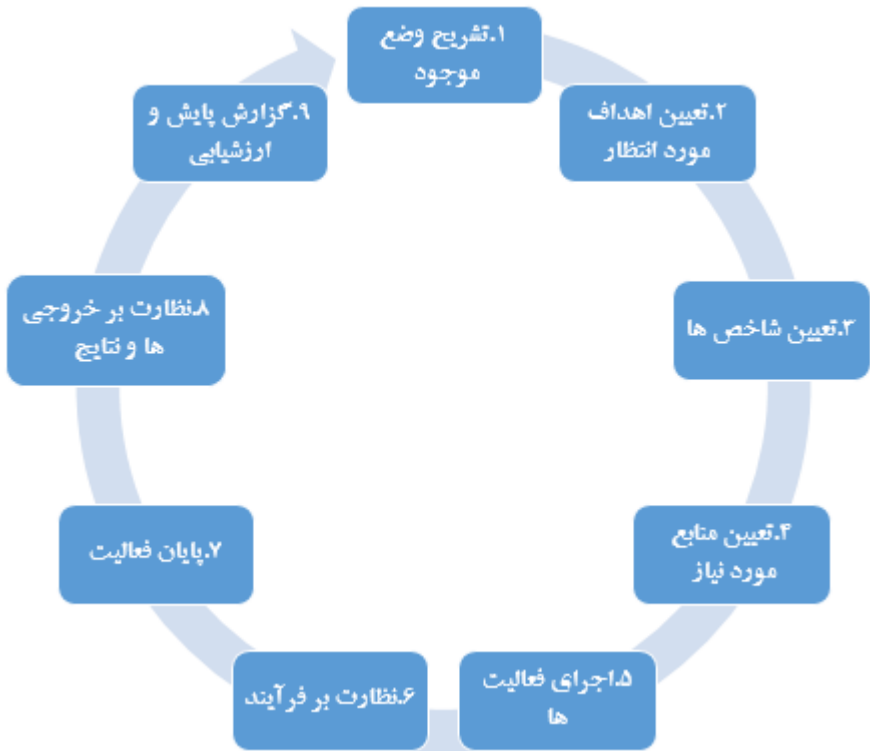 ۱.تشریح وضع
موجود
۲.تعیین اهداف
مورد انتظار
۳.تعیین شاخص ها
۴.تعیین منابع
مورد نیاز
۵.اجرای فعالیت
ها
۶.نظارت بر فرآیند
۷.پایان فعالیت
۸.نظارت بر خروجی
ها و نتایج
۹.گزارش پایش و
ارزشیابی